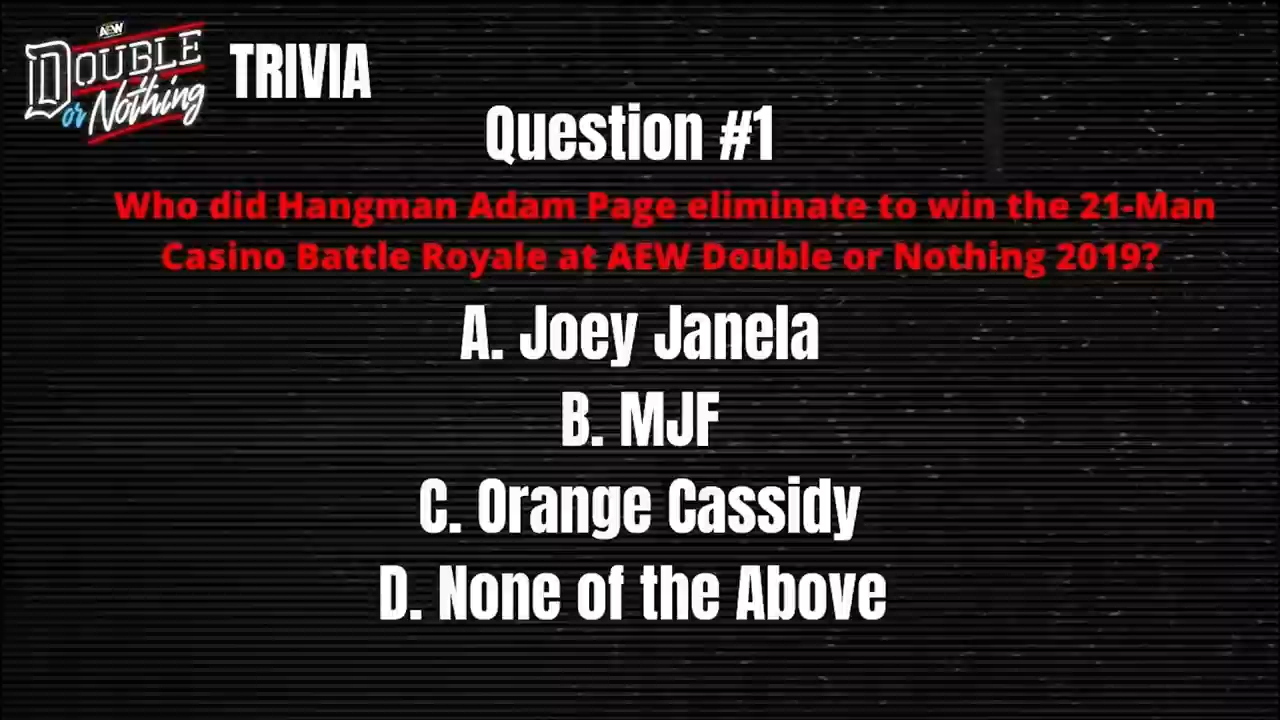 AEW
DOUBLE
or Nothing
TRIVIA
Question #1
Who did Hangman Adam Page eliminate to win the 21-Man
Casino Battle Royale at AEW Double or Nothing 2019?
A. Joey Janela
B. MJF
C. Orange Cassidy
D. None of the Above